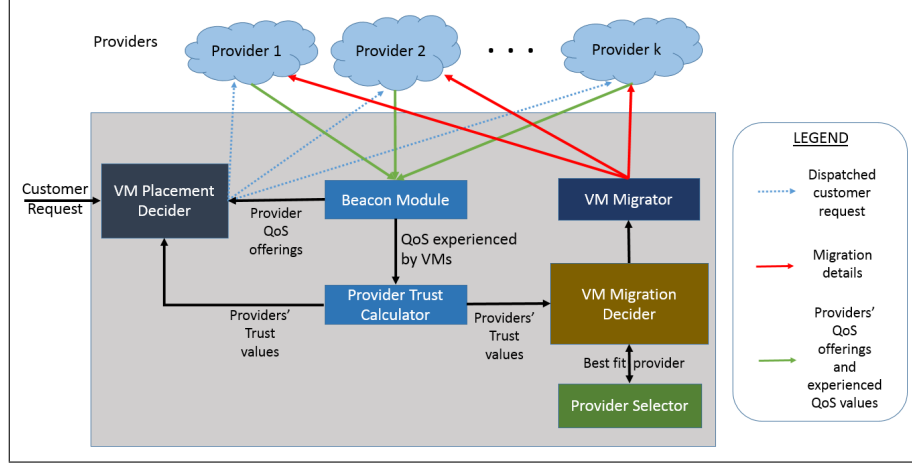 Providers
Provider 1
Provider 2
. . .
Provider k
Customer
Request
VM Placement
Decider
Provider
QoS
offerings
Beacon Module
QoS experienced
by VMs
VM Migrator
Provider Trust
Calculator
Providers'
Trust
values
Providers'
Trust
values
VM Migration
Decider
Best fit provider
Provider Selector
LEGEND
Dispatched
customer
request
Migration
details
Providers'
QoS
offerings
and
experienced
QoS values